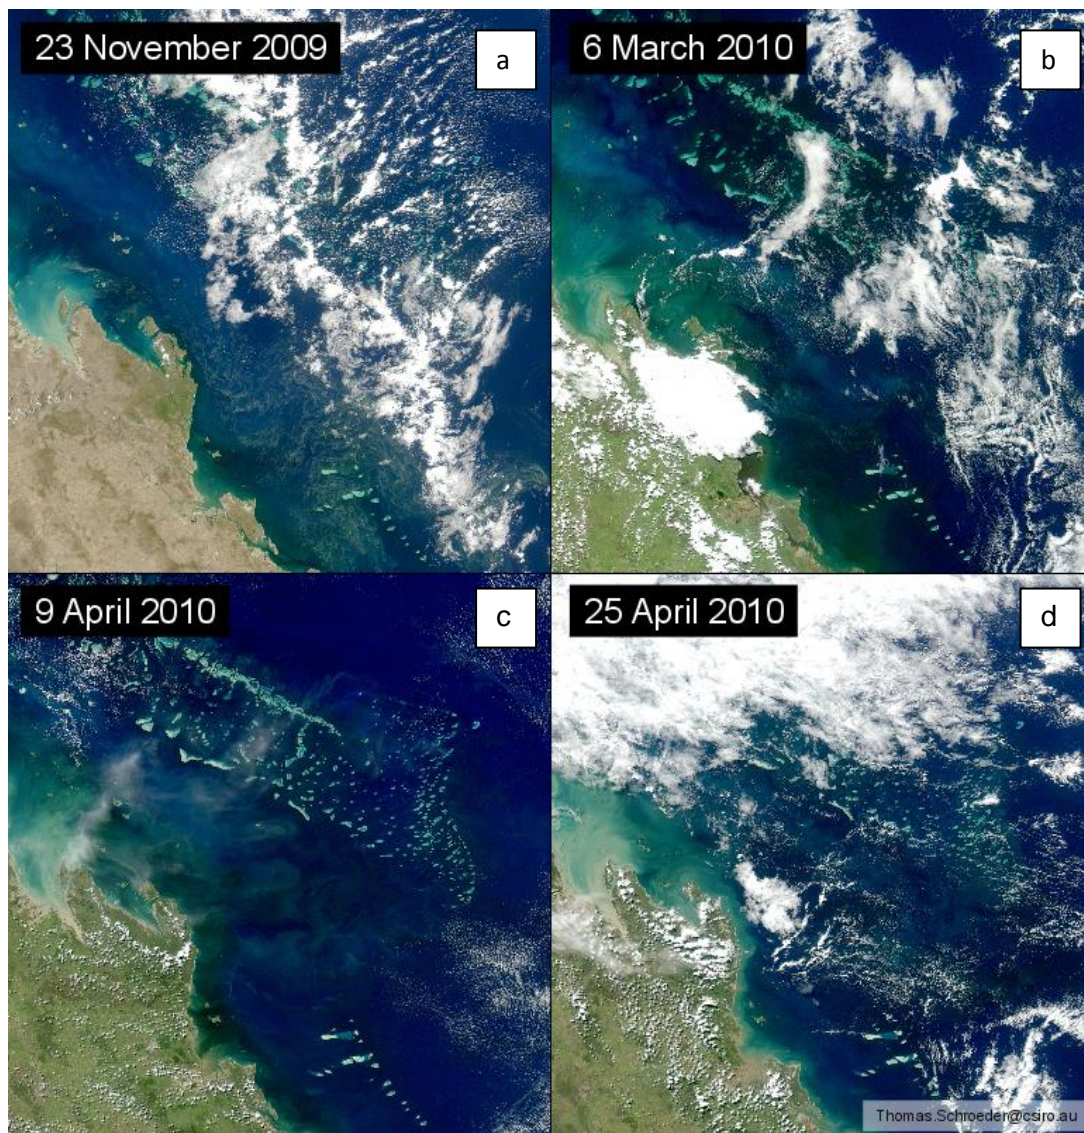 23 November 2009
a
6 March 2010
b
9 April 2010
c
25 April 2010
d
Thomas.Schroeder@csiro.au